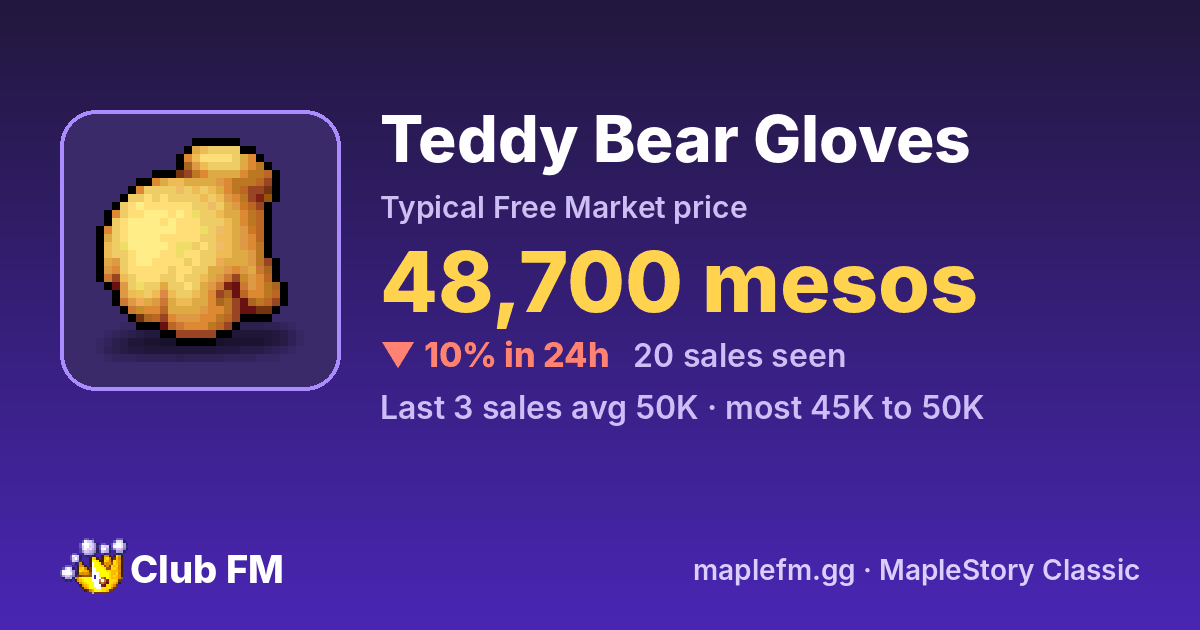 Teddy Bear Gloves
Typical Free Market price
48,700 mesos
▼ 10% in 24h 20 sales seen
Last 3 sales avg 50K · most 45K to 50K
Club FM
maplefm.gg · MapleStory Classic